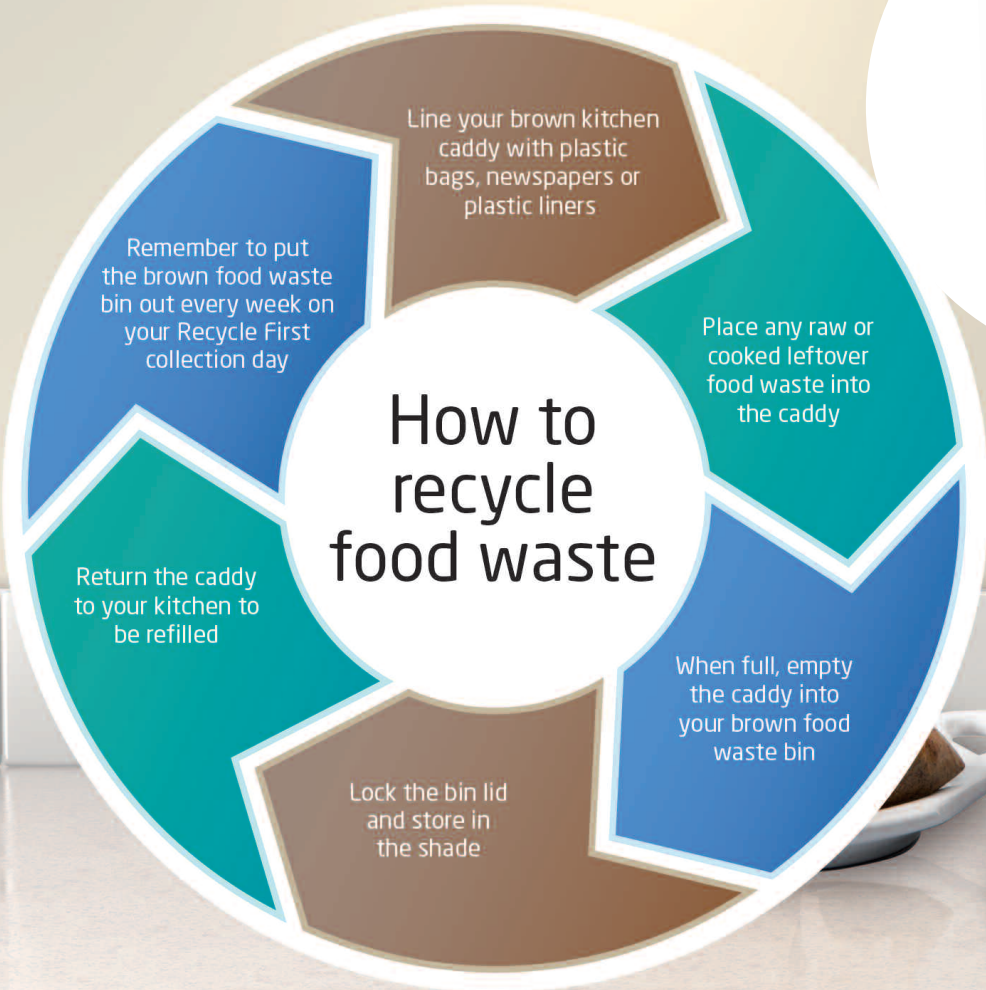 How to
recycle
food waste
Line your brown kitchen
caddy with plastic
bags, newspapers or
plastic liners
Place any raw or
cooked leftover
food waste into
the caddy
When full, empty
the caddy into
your brown food
waste bin
Lock the bin lid
and store in
the shade
Return the caddy
to your kitchen to
be refilled
Remember to put
the brown food waste
bin out every week on
your Recycle First
collection day